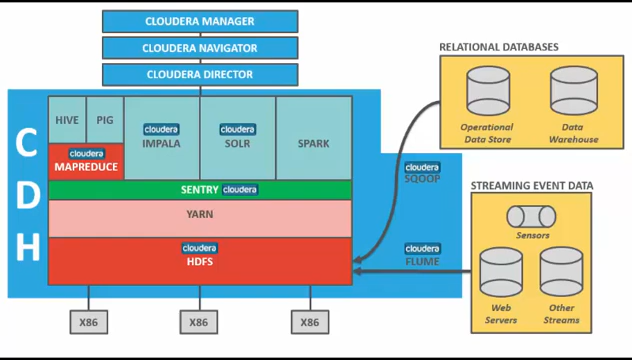 CLOUDERA MANAGER
CLOUDERA NAVIGATOR
CLOUDERA DIRECTOR
C
D
H
HIVE
PIG
cloudera
MAPREDUCE
cloudera
IMPALA
cloudera
SOLR
SPARK
SENTRY cloudera
YARN
cloudera
HDFS
cloudera
SQOOP
cloudera
FLUME
X86
X86
X86
RELATIONAL DATABASES
Operational
Data Store
Data
Warehouse
STREAMING EVENT DATA
Sensors
Web
Servers
Other
Streams